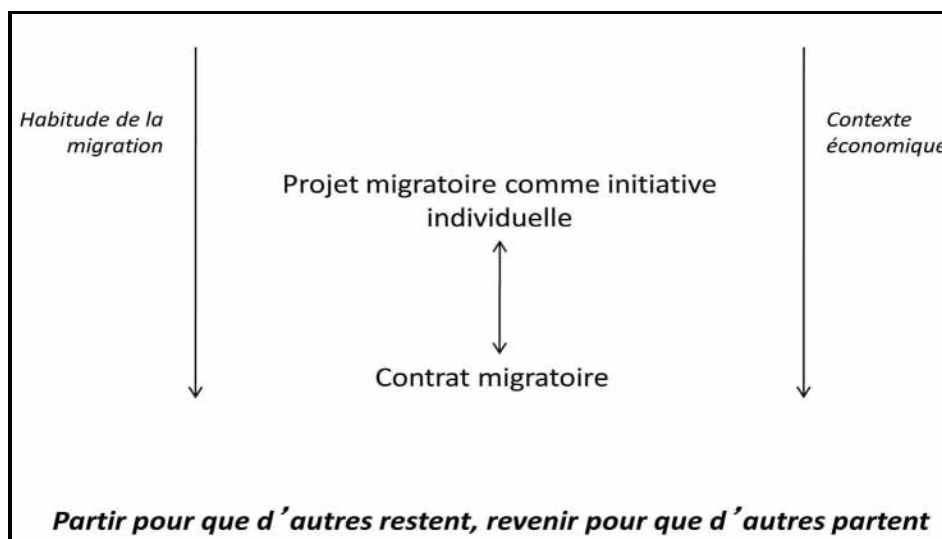 Habitude de la
migration
Contexte
économique
Projet migratoire comme initiative
individuelle
Contrat migratoire
Partir pour que d’autres restent, revenir pour que d’autres partent